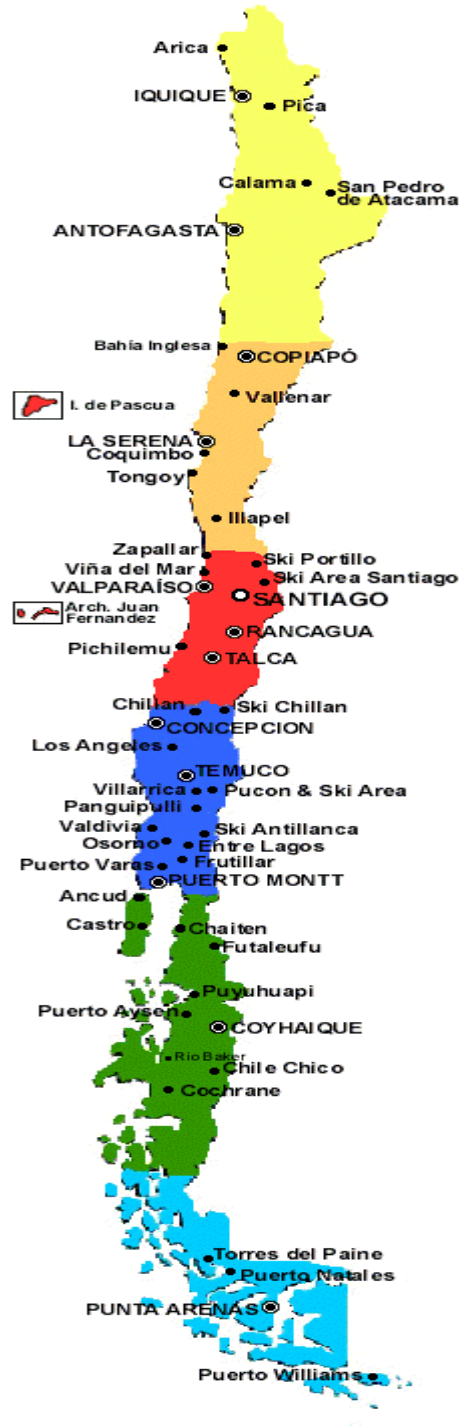 Arica
IQUIQUE
Pica
Calama
San Pedro
de Atacama
ANTOFAGASTA
Bahía Inglesa
COPIAPÓ
Vallenar
I. de Pascua
LA SERENA
Coquimbo
Tongoy
Illapel
Zapallar
Ski Portillo
Viña del Mar
Ski Area Santiago
VALPARAÍSO
SANTIAGO
Arch. Juan
Fernandez
RANCAGUA
Pichilemu
TALCA
Chillan
Ski Chillan
CONCEPCION
Los Angeles
TEMUCO
Villarrica
Pucon & Ski Area
Panguipulli
Valdivia
Ski Antillanca
Osorno
Entre Lagos
Puerto Varas
Frutillar
PUERTO MONTT
Ancud
Castro
Chaiten
Futaleufu
Puyuhuapi
Puerto Aysen
COYHAIQUE
Rio Baker
Chile Chico
Cochrane
Torres del Paine
Puerto Natales
PUNTA ARENAS
Puerto Williams